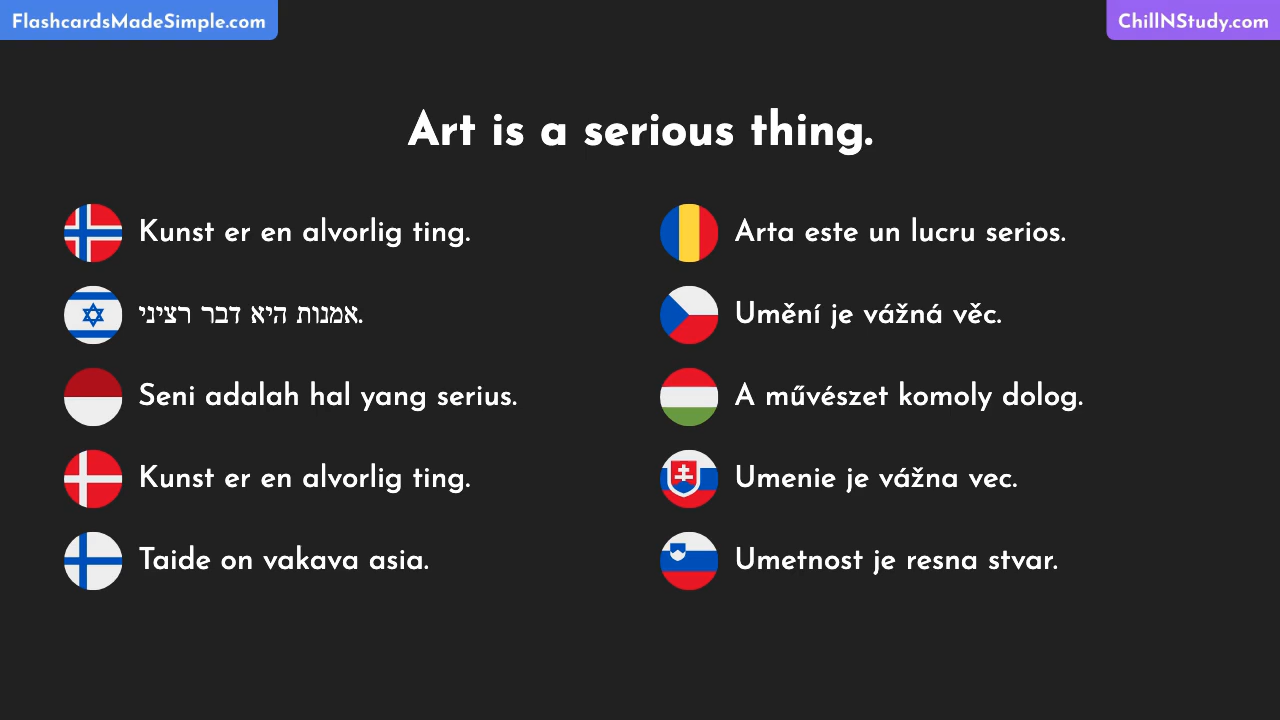 FlashcardsMadeSimple.com
ChillNStudy.com
Art is a serious thing.
Kunst er en alvorlig ting.
אמנות היא דבר רציני.
Seni adalah hal yang serius.
Kunst er en alvorlig ting.
Taide on vakava asia.
Arta este un lucru serios.
Umění je vážná věc.
A művészet komoly dolog.
Umenie je vážna vec.
Umetnost je resna stvar.